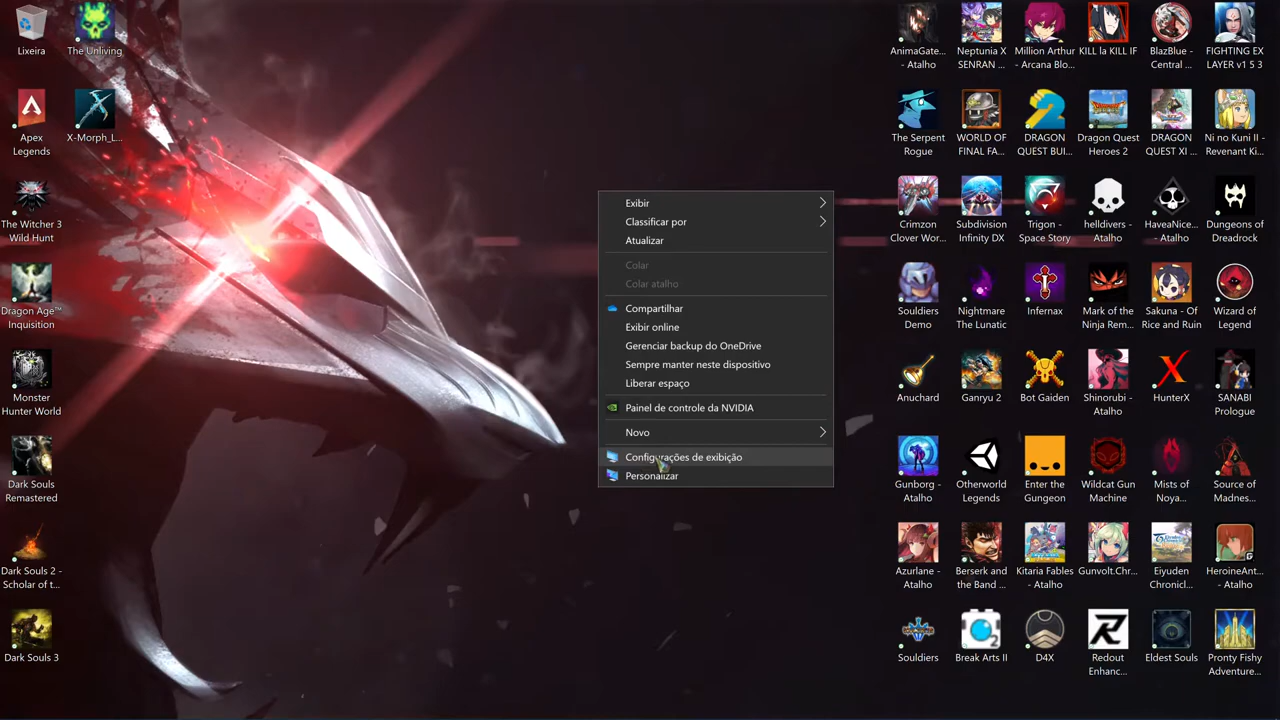 Lixeira
The Unliving
Apex
Legends
X-Morph_L...
The Witcher 3
Wild Hunt
Dragon Age™
Inquisition
Monster
Hunter World
Dark Souls
Remastered
Dark Souls 2 -
Scholar of t...
Dark Souls 3
Exibir
Classificar por
Atualizar
Colar
Colar atalho
Compartilhar
Exibir online
Gerenciar backup do OneDrive
Sempre manter neste dispositivo
Liberar espaço
Painel de controle da NVIDIA
Novo
Configurações de exibição
Personalizar
AnimaGate...
- Atalho
Neptunia X
SENRAN ...
Million Arthur
- Arcana Blo...
KILL la KILL IF
BlazBlue -
Central ...
FIGHTING EX
LAYER v1 5 3
The Serpent
Rogue
WORLD OF
FINAL FA...
DRAGON
QUEST BUI...
Dragon Quest
Heroes 2
DRAGON
QUEST XI ...
Ni no Kuni II -
Revenant Ki...
Crimzon
Clover Wor...
Subdivision
Infinity DX
Trigon -
Space Story
helldivers -
Atalho
HaveaNice...
- Atalho
Dungeons of
Dreadrock
Souldiers
Demo
Nightmare
The Lunatic
Infernax
Mark of the
Ninja Rem...
Sakuna - Of
Rice and Ruin
Wizard of
Legend
Anuchard
Ganryu 2
Bot Gaiden
Shinorubi -
Atalho
HunterX
SANABI
Prologue
Gunborg -
Atalho
Otherworld
Legends
Enter the
Gungeon
Wildcat Gun
Machine
Mists of
Noya...
Source of
Madnes...
Azurlane -
Atalho
Berserk and
the Band ...
Kitaria Fables
- Atalho
Gunvolt.Chr...
Eiyuden
Chronicl...
HeroineAnt...
- Atalho
Souldiers
Break Arts II
D4X
Redout
Enhanc...
Eldest Souls
Pronty Fishy
Adventure...